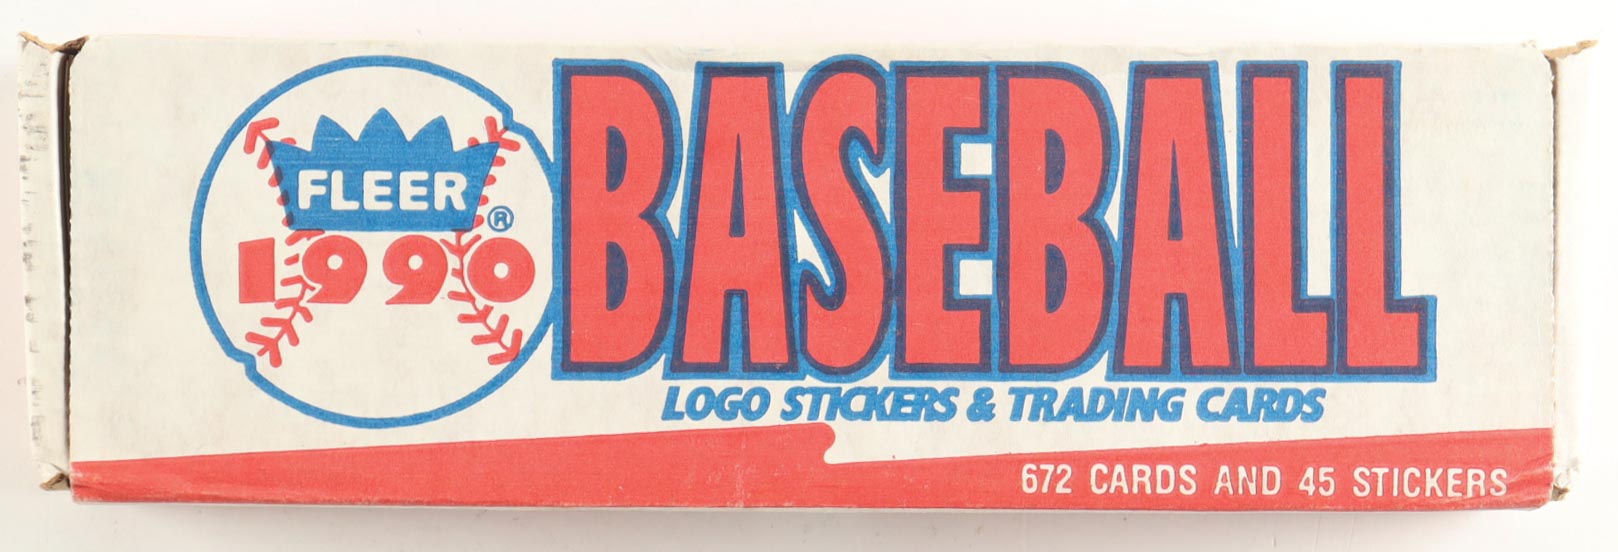 FLEER®
1990
BASEBALL
LOGO STICKERS & TRADING CARDS
672 CARDS AND 45 STICKERS